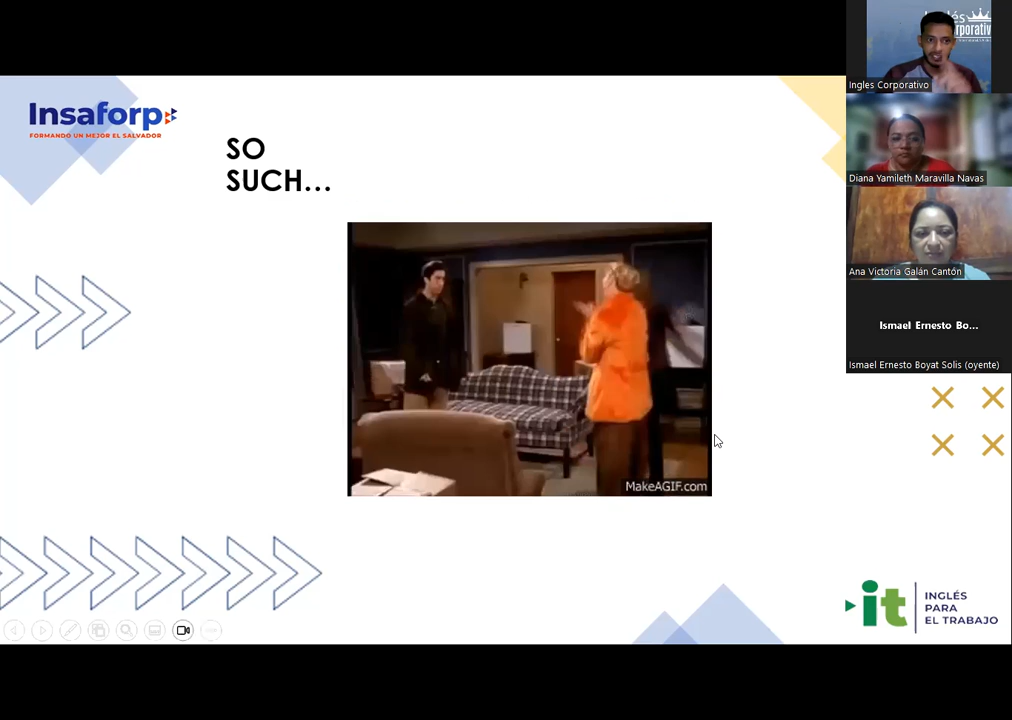 Insaforp
FORMANDO UN MEJOR EL SALVADOR
SO
SUCH...
MakeAGIF.com
it
INGLÉS
PARA
EL TRABAJO
Ingles Corporativo
Diana Yamileth Maravilla Navas
Ana Victoria Galán Cantón
Ismael Ernesto Bo...
Ismael Ernesto Boyat Solis (oyente)